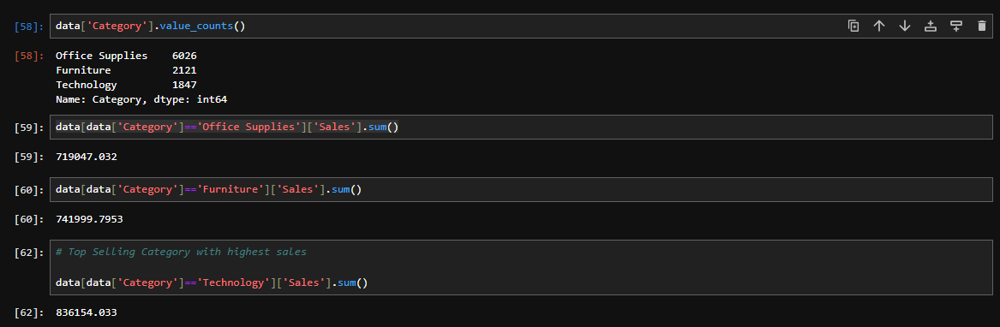 [58]: data['Category'].value_counts()
[58]: Office Supplies    6026
Furniture          2121
Technology         1847
Name: Category, dtype: int64
[59]: data[data['Category']=='Office Supplies']['Sales'].sum()
[59]: 719047.032
[60]: data[data['Category']=='Furniture']['Sales'].sum()
[60]: 741999.7953
[62]: # Top Selling Category with highest sales
data[data['Category']=='Technology']['Sales'].sum()
[62]: 836154.033